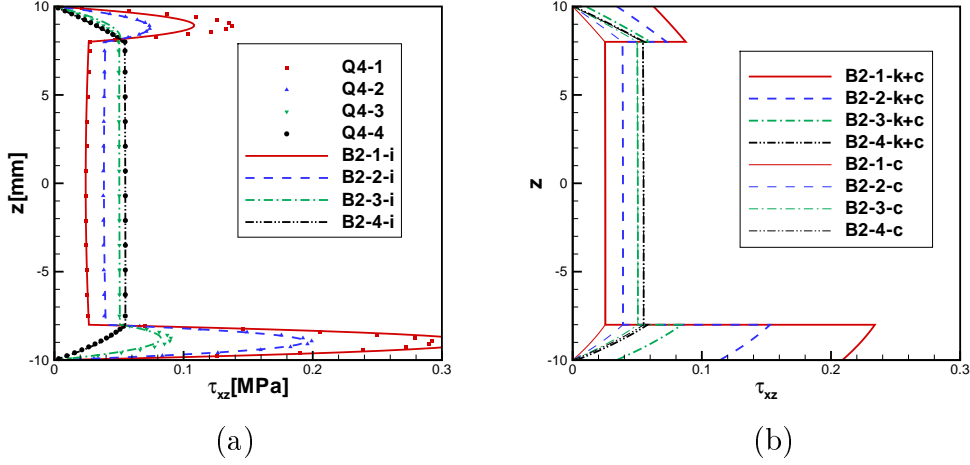 10
5
0
-5
-10
z[mm]
0
0.1
0.2
0.3
τxz[MPa]
Q4-1
Q4-2
Q4-3
Q4-4
B2-1-i
B2-2-i
B2-3-i
B2-4-i
(a)
10
5
0
-5
-10
z
0
0.1
0.2
0.3
τxz
B2-1-k+c
B2-2-k+c
B2-3-k+c
B2-4-k+c
B2-1-c
B2-2-c
B2-3-c
B2-4-c
(b)